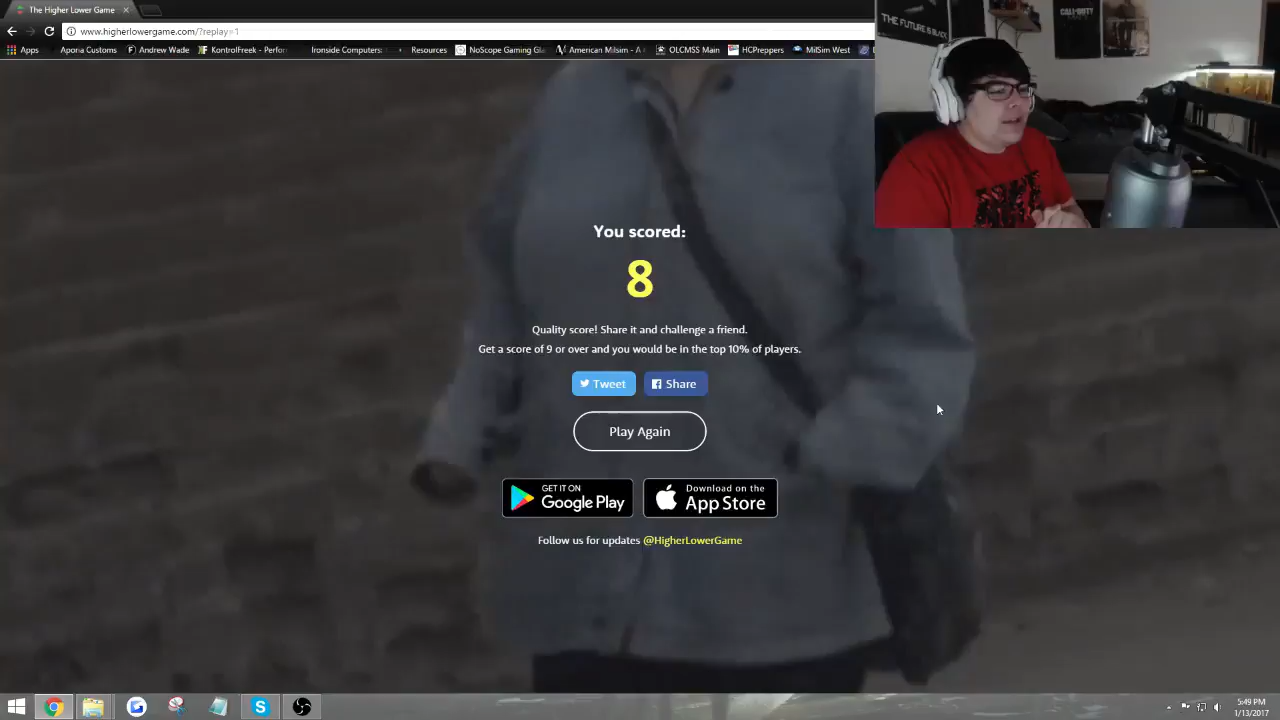 The Higher Lower Game
www.higherlowergame.com/?replay=1
Apps
Aporia Customs
Andrew Wade
KontrolFreek - Perfor
Ironside Computers:
Resources
NoScope Gaming Gla
American Milsim - A
OLCMSS Main
HCPreppers
MilSim West
THE FUTURE IS BLACK
CALL OF DUTY
You scored:
8
Quality score! Share it and challenge a friend.
Get a score of 9 or over and you would be in the top 10% of players.
Tweet
Share
Play Again
GET IT ON
Google Play
Download on the
App Store
Follow us for updates @HigherLowerGame
5:49 PM
1/13/2017